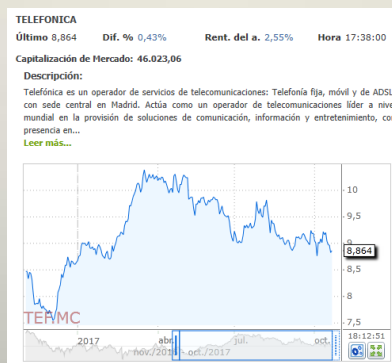 TELEFONICA
Último 8,864 Dif. % 0,43% Rent. del a. 2,55% Hora 17:38:00
Capitalización de Mercado: 46.023,06
Descripción:
Telefónica es un operador de servicios de telecomunicaciones: Telefonía fija, móvil y de ADSL
con sede central en Madrid. Actúa como un operador de telecomunicaciones líder a nive
mundial en la provisión de soluciones de comunicación, información y entretenimiento, con
presencia en...
Leer más...
10
9,5
9
8,864
8,5
8
7,5
TEF.MC
2017 abr. jul. oct.
nov./2016 - oct./2017
18:12:51